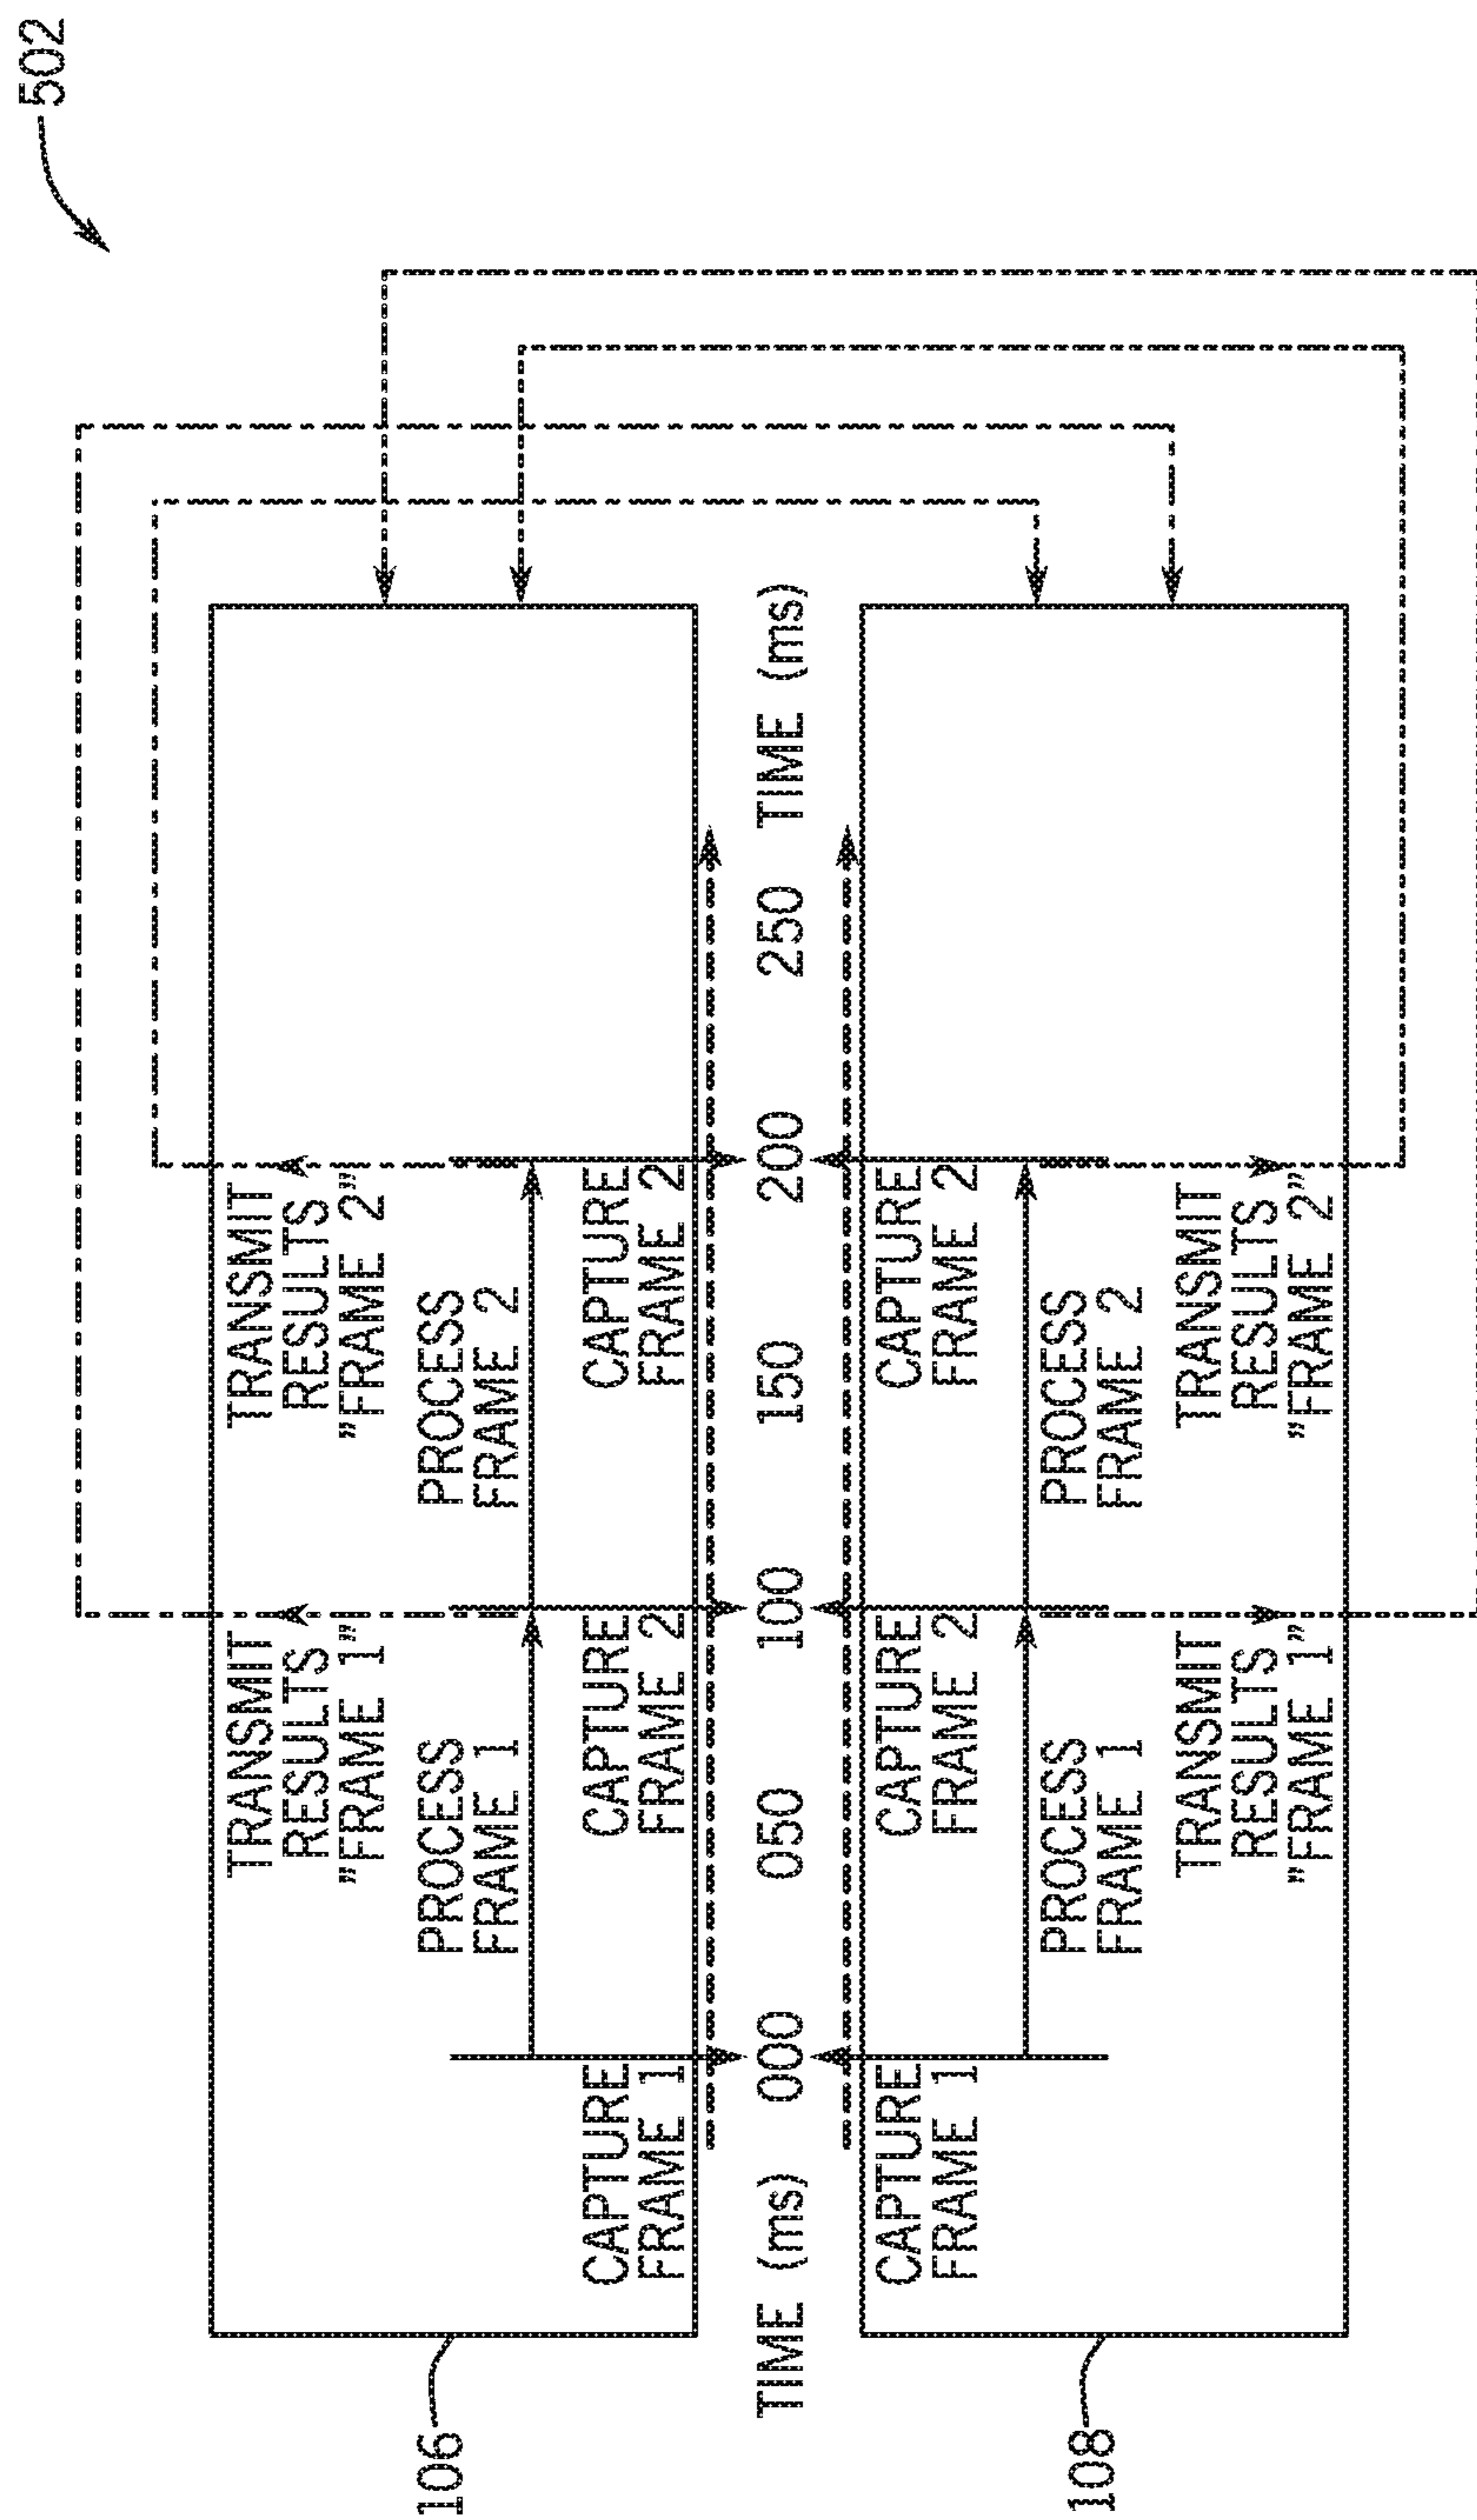 502
106
TRANSMIT
RESULTS
"FRAME 1"
TRANSMIT
RESULTS
"FRAME 2"
PROCESS
FRAME 1
PROCESS
FRAME 2
CAPTURE
FRAME 1
CAPTURE
FRAME 2
CAPTURE
FRAME 2
TIME (ms) 000 050 100 150 200 250 TIME (ms)
108
CAPTURE
FRAME 1
CAPTURE
FRAME 2
CAPTURE
FRAME 2
PROCESS
FRAME 1
PROCESS
FRAME 2
TRANSMIT
RESULTS
"FRAME 1"
TRANSMIT
RESULTS
"FRAME 2"